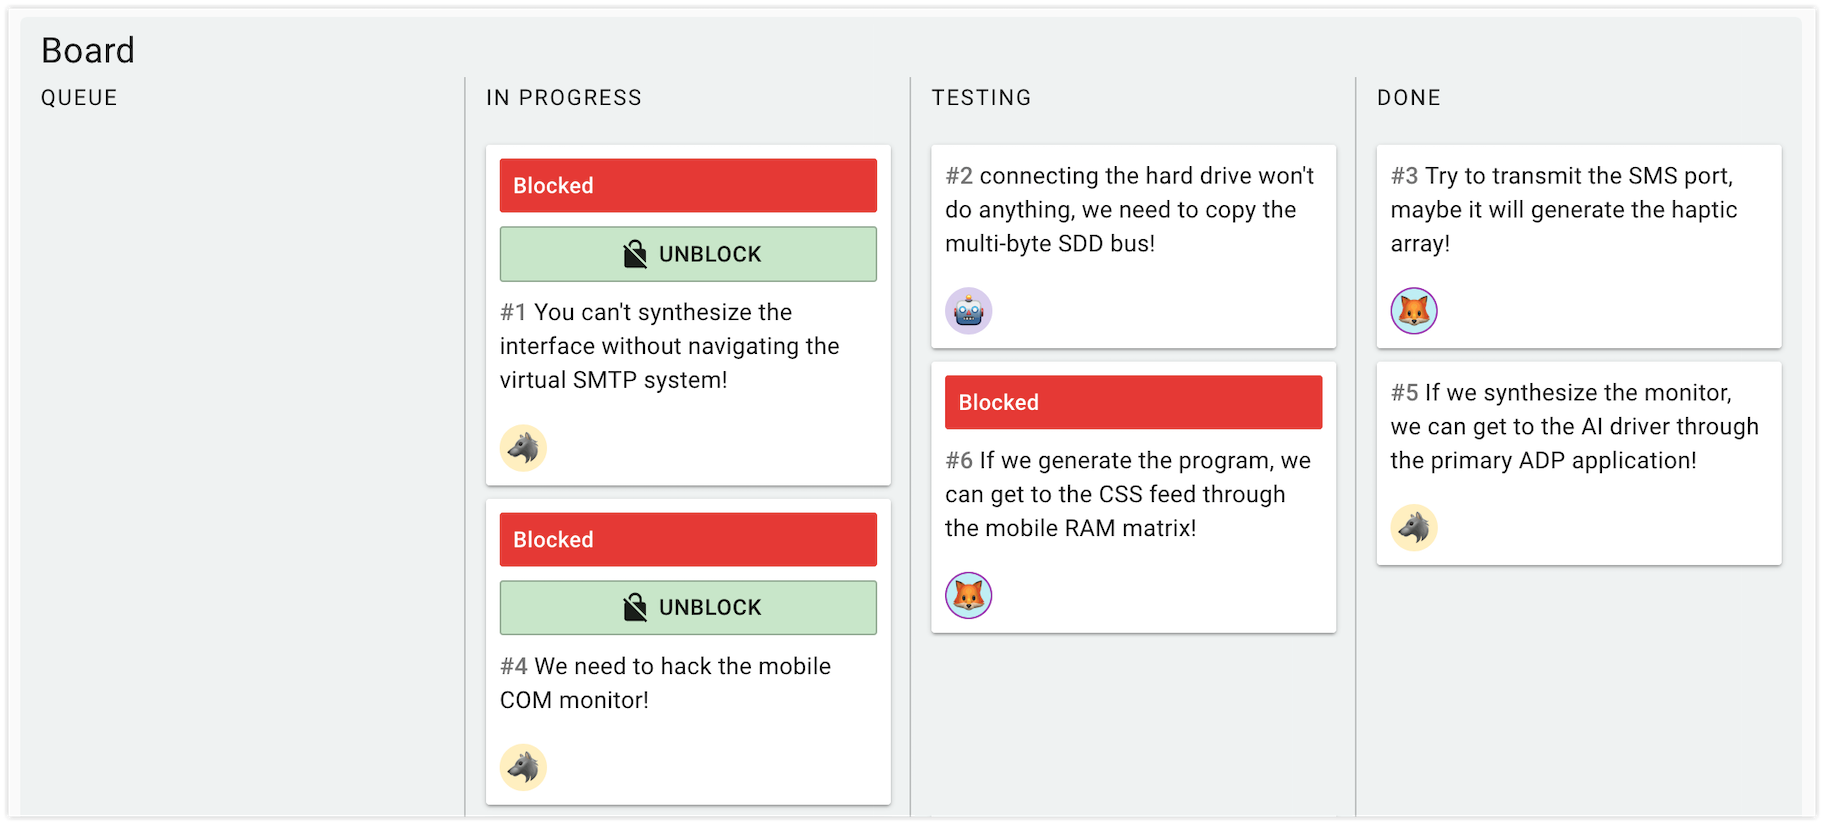 Board
QUEUE
IN PROGRESS
Blocked
UNBLOCK
#1 You can't synthesize the
interface without navigating the
virtual SMTP system!
Blocked
UNBLOCK
#4 We need to hack the mobile
COM monitor!
TESTING
#2 connecting the hard drive won't
do anything, we need to copy the
multi-byte SDD bus!
Blocked
#6 If we generate the program, we
can get to the CSS feed through
the mobile RAM matrix!
DONE
#3 Try to transmit the SMS port,
maybe it will generate the haptic
array!
#5 If we synthesize the monitor,
we can get to the AI driver through
the primary ADP application!